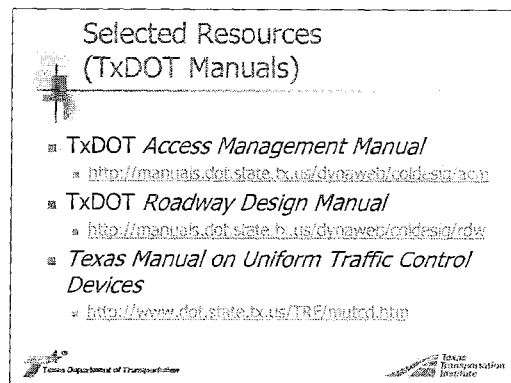 Selected Resources
(TxDOT Manuals)
TxDOT Access Management Manual
http://manuals.dot.state.tx.us/dynaweb/coldesig/acm
TxDOT Roadway Design Manual
http://manuals.dot.state.tx.us/dynaweb/coldesig/rdw
Texas Manual on Uniform Traffic Control
Devices
http://www.dot.state.tx.us/TRF/mutcd.htm
Texas Department of Transportation
Texas
Transportation
Institute